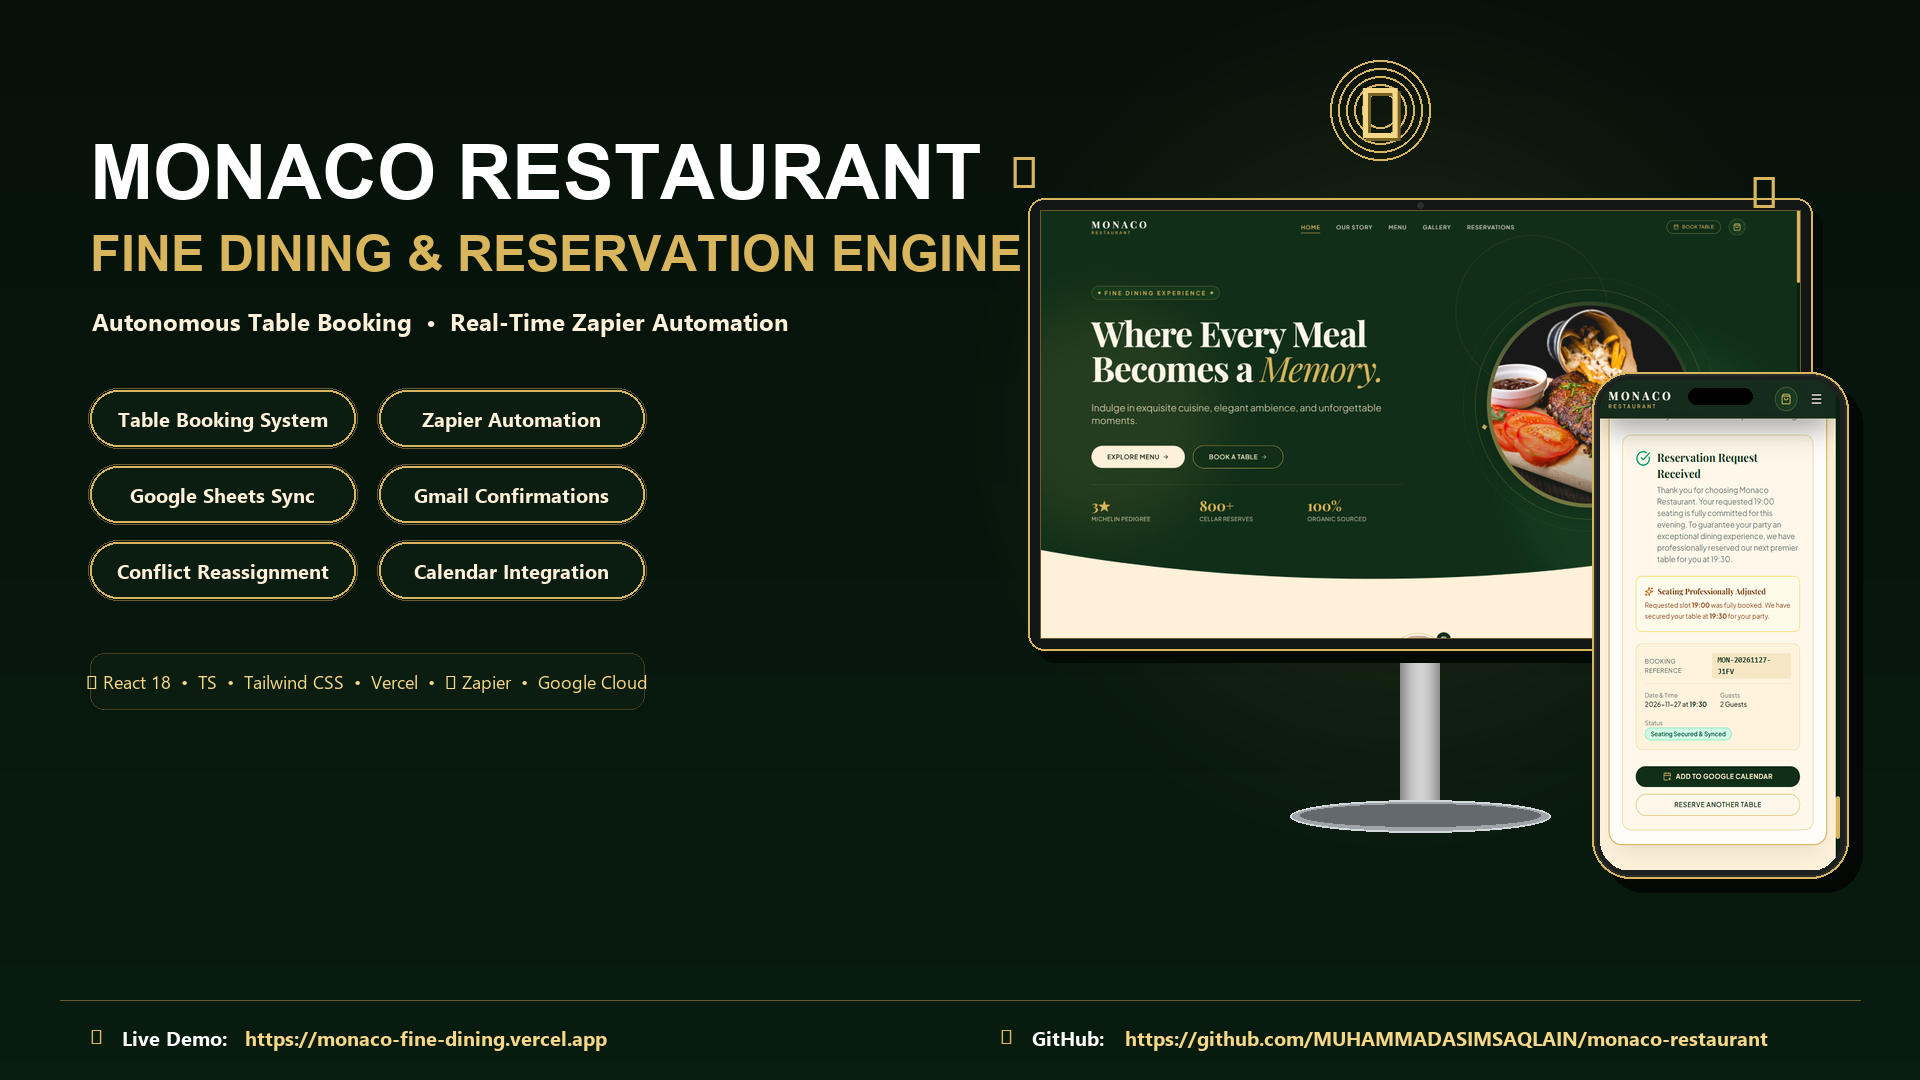 MONACO RESTAURANT
FINE DINING & RESERVATION ENGINE
Autonomous Table Booking • Real-Time Zapier Automation
Table Booking System
Zapier Automation
Google Sheets Sync
Gmail Confirmations
Conflict Reassignment
Calendar Integration
React 18 • TS • Tailwind CSS • Vercel • Zapier • Google Cloud
MONACO
RESTAURANT
HOME OUR STORY MENU GALLERY RESERVATIONS
BOOK TABLE
FINE DINING EXPERIENCE
Where Every Meal
Becomes a Memory.
Indulge in exquisite cuisine, elegant ambience, and unforgettable
moments.
EXPLORE MENU →
BOOK A TABLE →
3★ 800+ 100%
MICHELIN PEDIGREE CELLAR RESERVES ORGANIC SOURCED
MONACO
RESTAURANT
Reservation Request
Received
Thank you for choosing Monaco
Restaurant. Your requested 19:00
seating is fully committed for this
evening. To guarantee your party an
exceptional dining experience, we have
professionally reserved our next premier
table for you at 19:30.
Seating Professionally Adjusted
Requested slot 19:00 was fully booked. We have
secured your table at 19:30 for your party.
BOOKING
REFERENCE
MON-20261127-
J1FV
Date & Time Guests
2026-11-27 at 19:30 2 Guests
Status
Seating Secured & Synced
ADD TO GOOGLE CALENDAR
RESERVE ANOTHER TABLE
Live Demo: https://monaco-fine-dining.vercel.app
GitHub: https://github.com/MUHAMMADASIMSAQLAIN/monaco-restaurant